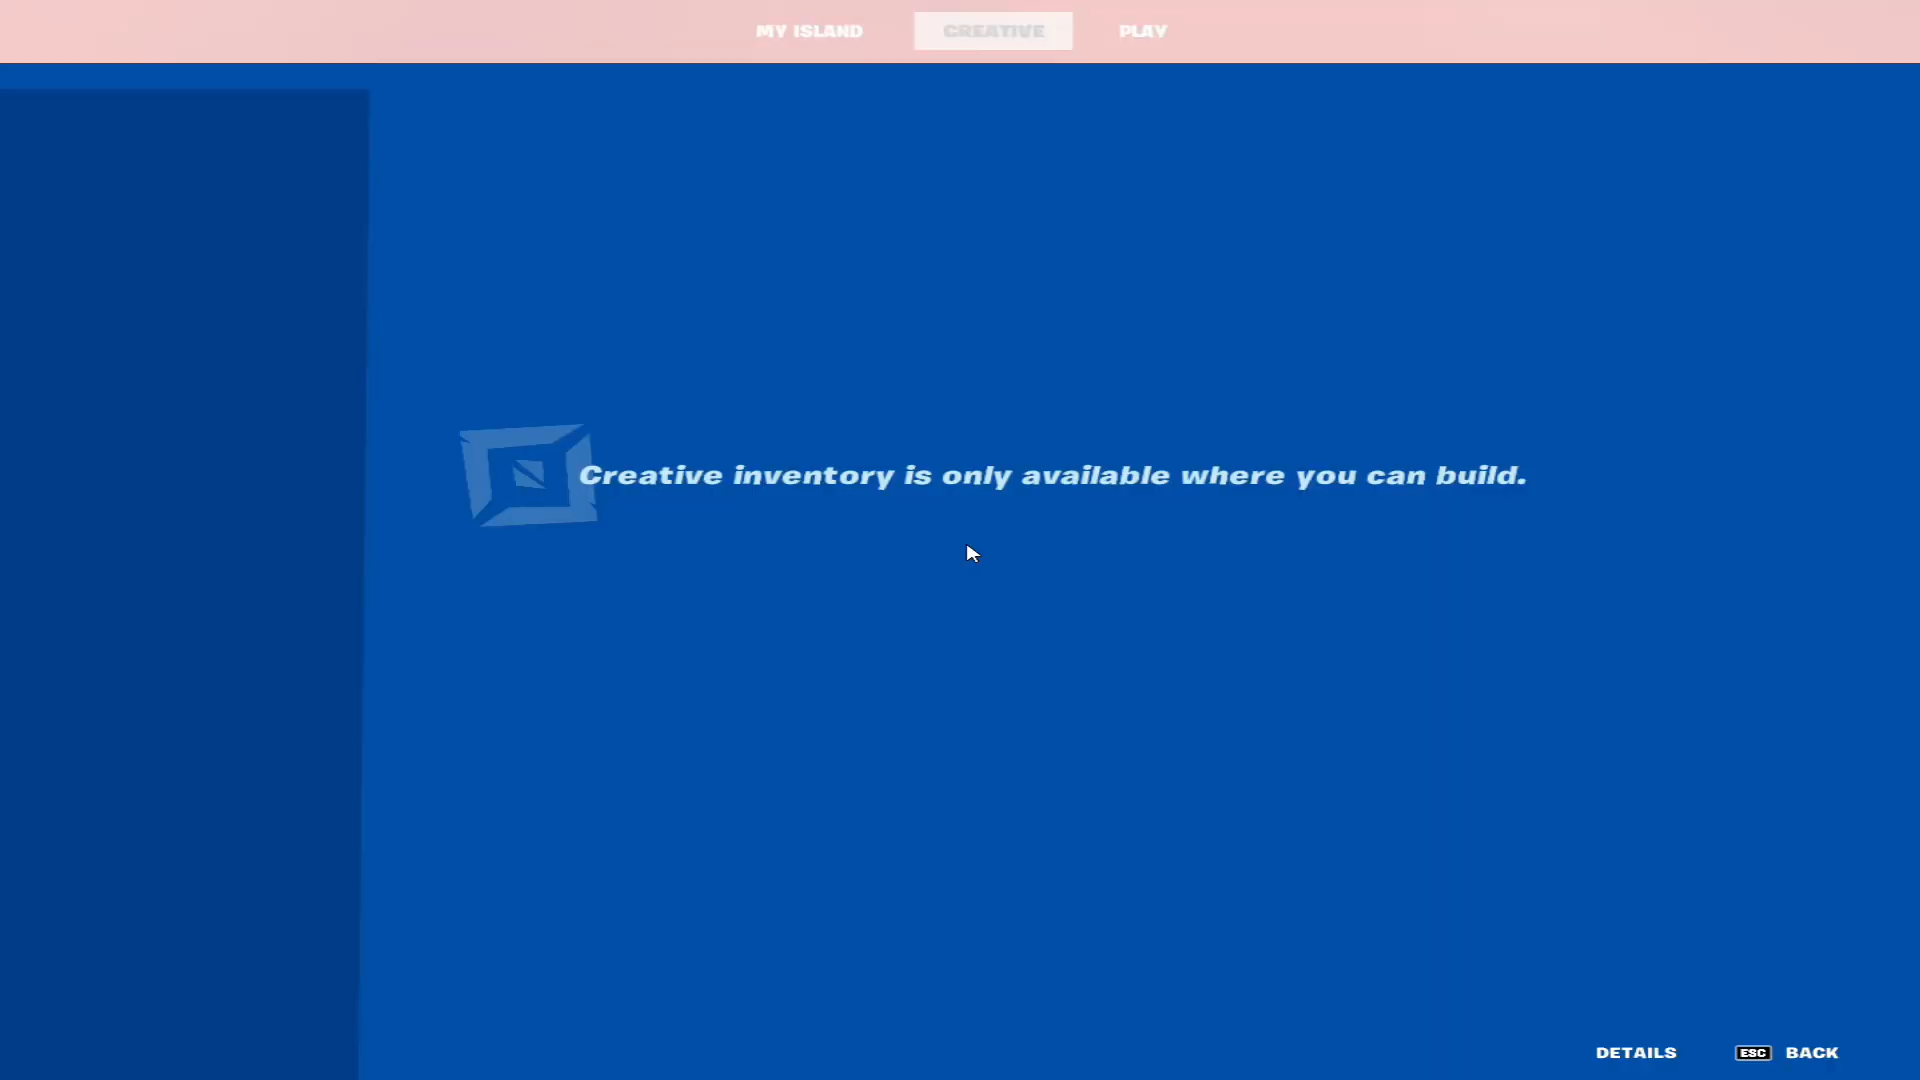 MY ISLAND CREATIVE PLAY
Creative inventory is only available where you can build.
DETAILS ESC BACK